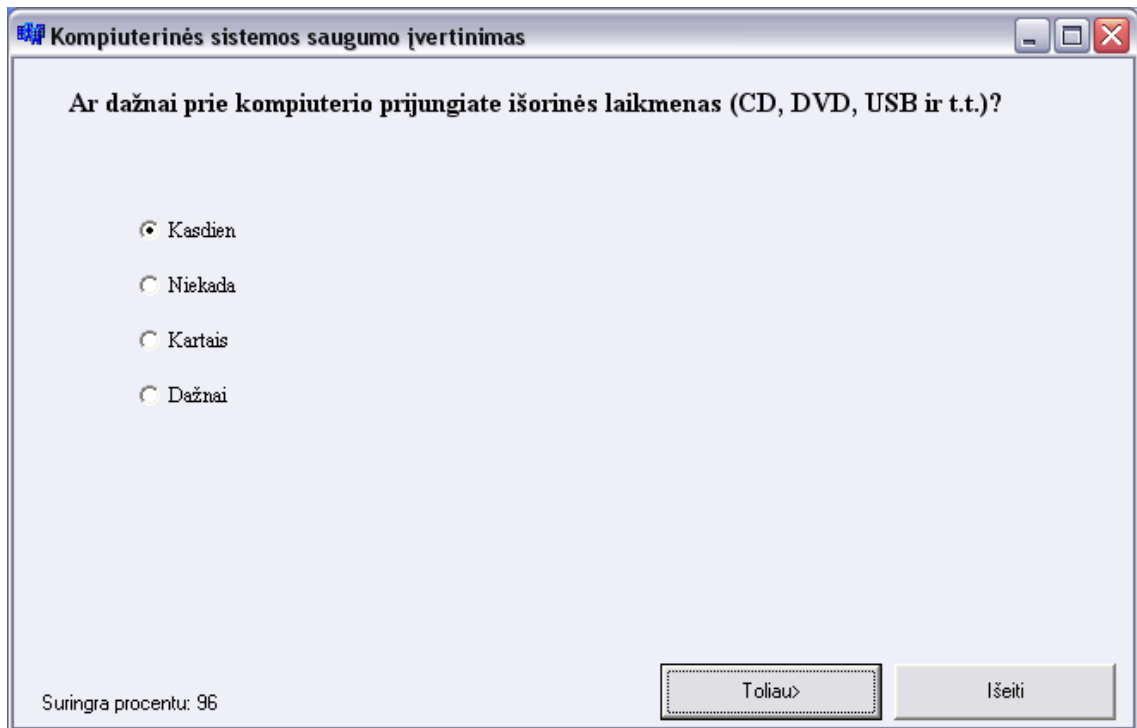 Kompiuterinės sistemos saugumo įvertinimas
Ar dažnai prie kompiuterio prijungiate išorinės laikmenas (CD, DVD, USB ir t.t.)?
Kasdien
Niekada
Kartais
Dažnai
Suringra procentu: 96
Toliau>
Išeiti